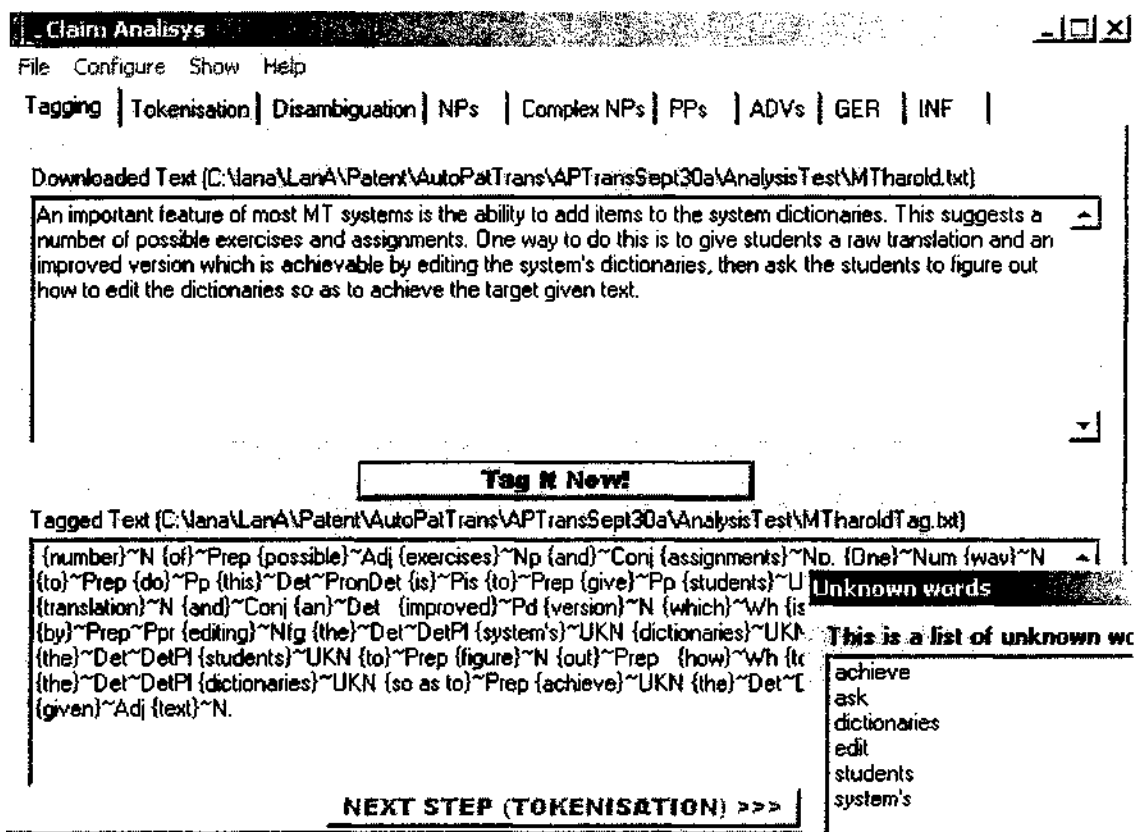 Claim Analisys
File Configure Show Help
Tagging Tokenisation Disambiguation NPs Complex NPs PPs ADVs GER INF
Downloaded Text (C:\Iana\LanA\Patent\AutoPatTrans\APTransSept30a\AnalysisTest\MTharold.txt)
An important feature of most MT systems is the ability to add items to the system dictionaries. This suggests a
number of possible exercises and assignments. One way to do this is to give students a raw translation and an
improved version which is achievable by editing the system's dictionaries, then ask the students to figure out
how to edit the dictionaries so as to achieve the target given text.
Tag It Now!
Tagged Text (C:\Iana\LanA\Patent\AutoPatTrans\APTransSept30a\AnalysisTest\MTharoldTag.txt)
{number}~N {of}~Prep {possible}~Adj {exercises}~Np {and}~Conj {assignments}~Np. {One}~Num {way}~N
{to}~Prep {do}~Pp {this}~Det~PronDet {is}~Pis {to}~Prep {give}~Pp {students}~U
{translation}~N {and}~Conj {an}~Det {improved}~Pd {version}~N {which}~Wh {is
{by}~Prep~Ppr {editing}~Nfg {the}~Det~DetPl {system's}~UKN {dictionaries}~UKN
{the}~Det~DetPl {students}~UKN {to}~Prep {figure}~N {out}~Prep {how}~Wh
{the}~Det~DetPl {dictionaries}~UKN {so as to}~Prep {achieve}~UKN {the}~Det~
{given}~Adj {text}~N.
Unknown words
This is a list of unknown wo
achieve
ask
dictionaries
edit
students
system's
NEXT STEP (TOKENISATION) >>>